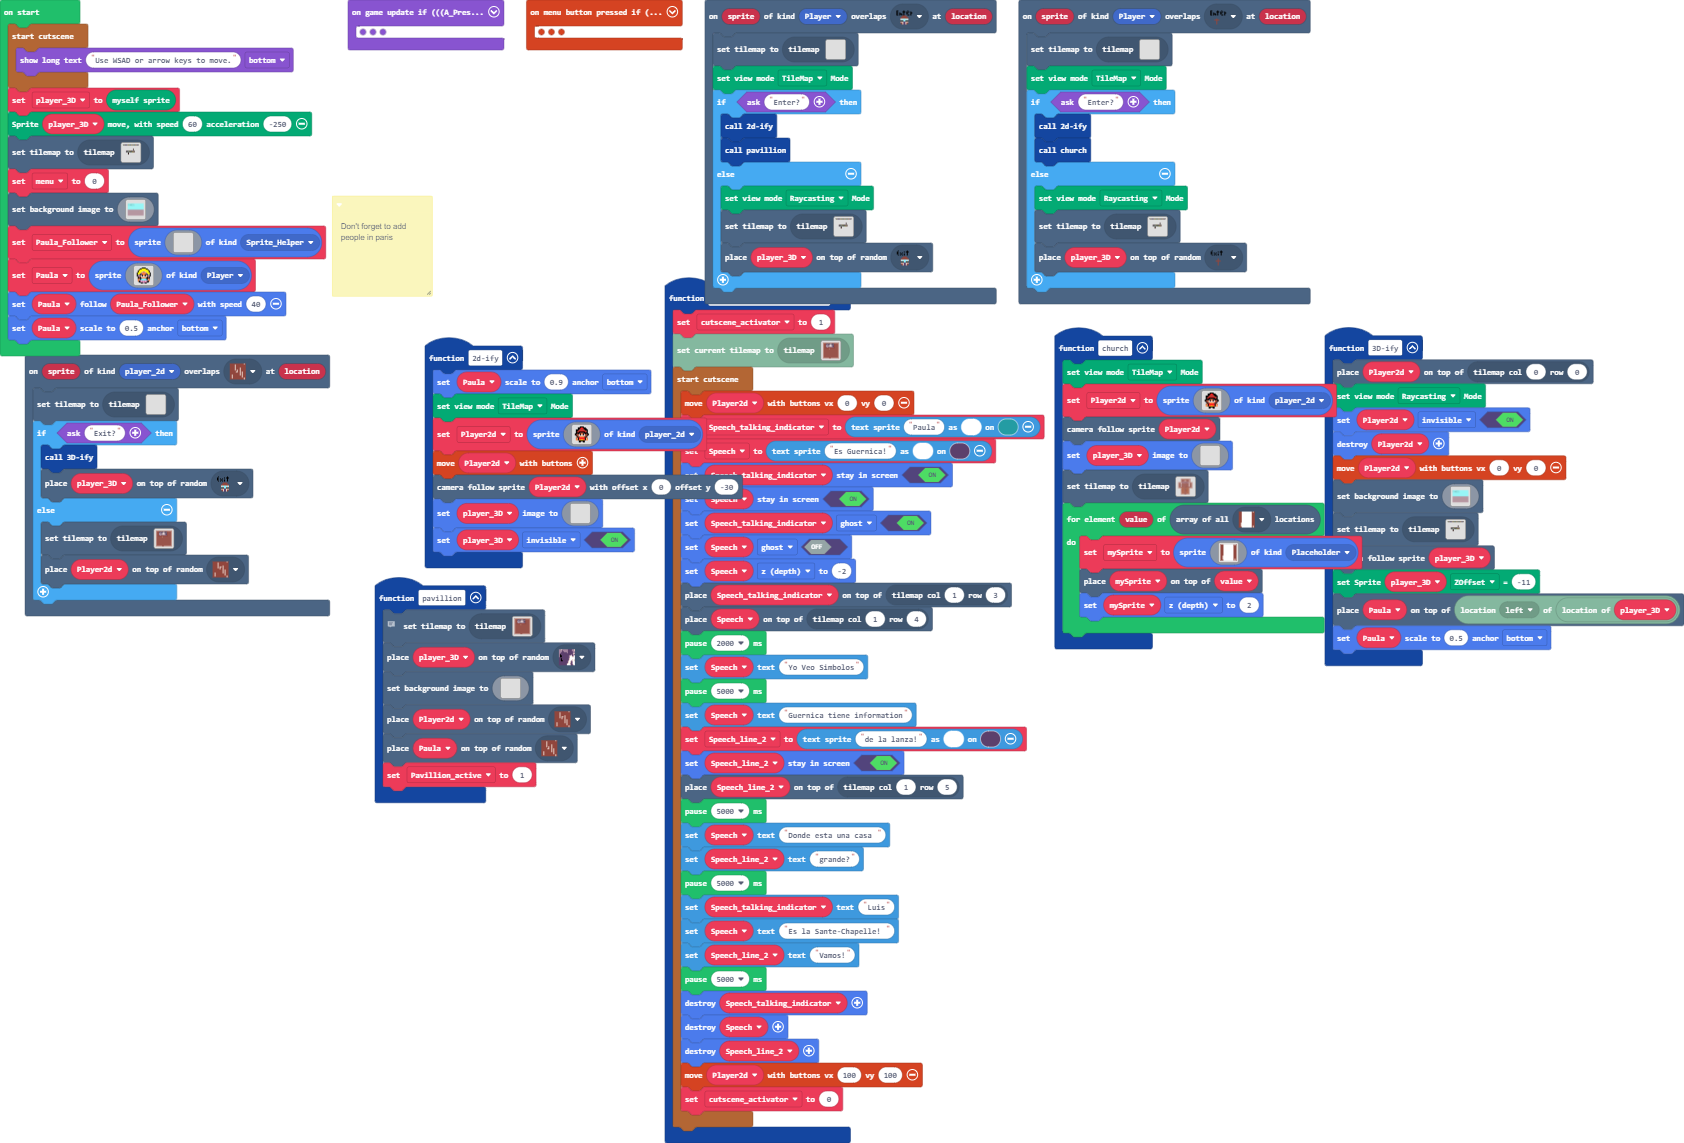 on start
start cutscene
show long text "Use WSAD or arrow keys to move." bottom
set player_3D to myself sprite
Sprite player_3D move, with speed 60 acceleration -250
set tilemap to tilemap
set menu to 0
set background image to
set Paula_Follower to sprite of kind Sprite_Helper
set Paula to sprite of kind Player
set Paula follow Paula_Follower with speed 40
set Paula scale to 0.5 anchor bottom
on sprite of kind player_2d overlaps at location
set tilemap to tilemap
if ask "Exit?" then
call 3D-ify
place player_3D on top of random
else
set tilemap to tilemap
place Player2d on top of random
on game update if (((A_Pres...
on menu button pressed if (...
Don't forget to add
people in paris
function 2d-ify
set Paula scale to 0.9 anchor bottom
set view mode TileMap Mode
set Player2d to sprite of kind player_2d
move Player2d with buttons
camera follow sprite Player2d with offset x 0 offset y -30
set player_3D image to
set player_3D invisible ON
function pavillion
set tilemap to tilemap
place player_3D on top of random
set background image to
place Player2d on top of random
place Paula on top of random
set Pavillion_active to 1
on sprite of kind Player overlaps at location
set tilemap to tilemap
set view mode TileMap Mode
if ask "Enter?" then
call 2d-ify
call pavillion
else
set view mode Raycasting Mode
set tilemap to tilemap
place player_3D on top of random
on sprite of kind Player overlaps at location
set tilemap to tilemap
set view mode TileMap Mode
if ask "Enter?" then
call 2d-ify
call church
else
set view mode Raycasting Mode
set tilemap to tilemap
place player_3D on top of random
function
set cutscene_activator to 1
set current tilemap to tilemap
start cutscene
move Player2d with buttons vx 0 vy 0
Speech_talking_indicator to text sprite "Paula" as on
set Speech to text sprite "Es Guernica!" as on
Speech_talking_indicator stay in screen ON
set Speech stay in screen ON
set Speech_talking_indicator ghost ON
set Speech ghost OFF
set Speech z (depth) to -2
place Speech_talking_indicator on top of tilemap col 1 row 3
place Speech on top of tilemap col 1 row 4
pause 2000 ms
set Speech text "Yo Veo Simbolos"
pause 5000 ms
set Speech text "Guernica tiene information"
set Speech_line_2 to text sprite "de la lanza!" as on
set Speech_line_2 stay in screen ON
place Speech_line_2 on top of tilemap col 1 row 5
pause 5000 ms
set Speech text "Donde esta una casa "
set Speech_line_2 text "grande?"
pause 5000 ms
set Speech_talking_indicator text "Luis"
set Speech text "Es la Sante-Chapelle! "
set Speech_line_2 text "Vamos!"
pause 5000 ms
destroy Speech_talking_indicator
destroy Speech
destroy Speech_line_2
move Player2d with buttons vx 100 vy 100
set cutscene_activator to 0
function church
set view mode TileMap Mode
set Player2d to sprite of kind player_2d
camera follow sprite Player2d
set player_3D image to
set tilemap to tilemap
for element value of array of all locations
do
set mySprite to sprite of kind Placeholder
place mySprite on top of value
set mySprite z (depth) to 2
function 3D-ify
place Player2d on top of tilemap col 0 row 0
set view mode Raycasting Mode
set Player2d invisible ON
destroy Player2d
move Player2d with buttons vx 0 vy 0
set background image to
set tilemap to tilemap
follow sprite player_3D
set Sprite player_3D ZOffset = -11
place Paula on top of location left of location of player_3D
set Paula scale to 0.5 anchor bottom